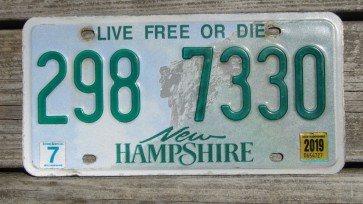 LIVE FREE OR DIE
298 7330
New
HAMPSHIRE
7
2019